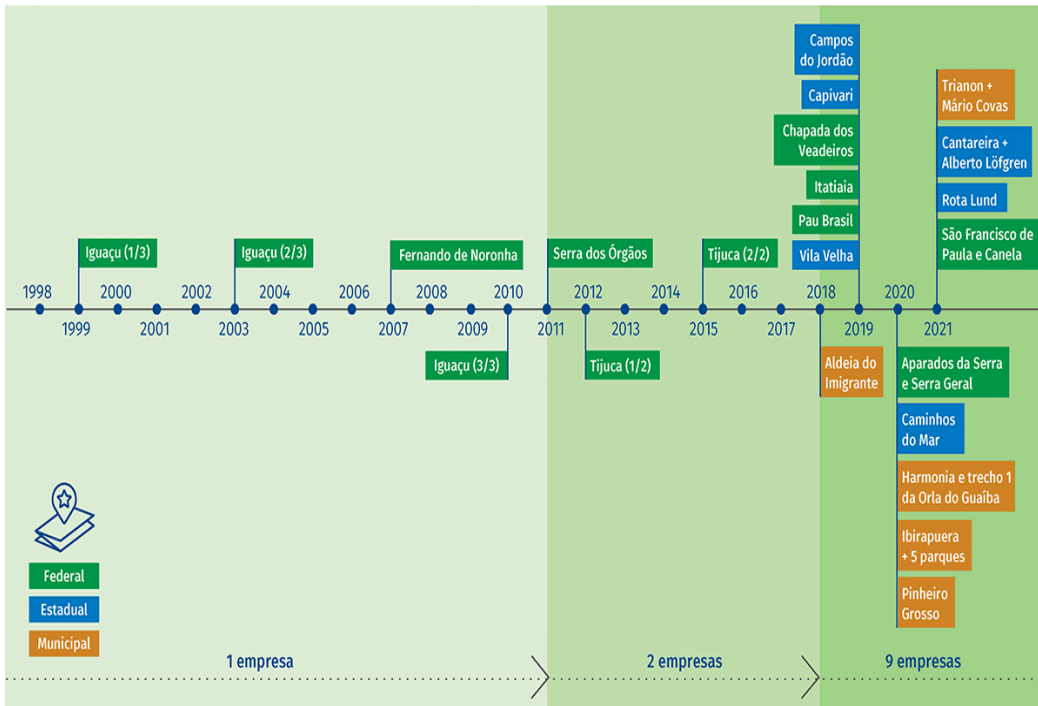 Campos
do Jordão
Capivari
Chapada dos
Veadeiros
Itatiaia
Pau Brasil
Vila Velha
Trianon +
Mário Covas
Cantareira +
Alberto Löfgren
Rota Lund
São Francisco de
Paula e Canela
Iguaçu (1/3)
Iguaçu (2/3)
Fernando de Noronha
Serra dos Órgãos
Tijuca (2/2)
1998 2000 2002 2004 2006 2008 2010 2012 2014 2016 2018 2020
1999 2001 2003 2005 2007 2009 2011 2013 2015 2017 2019 2021
Iguaçu (3/3)
Tijuca (1/2)
Aldeia do
Imigrante
Aparados da Serra
e Serra Geral
Caminhos
do Mar
Harmonia e trecho 1
da Orla do Guaíba
Ibirapuera
+ 5 parques
Pinheiro
Grosso
Federal
Estadual
Municipal
1 empresa
2 empresas
9 empresas